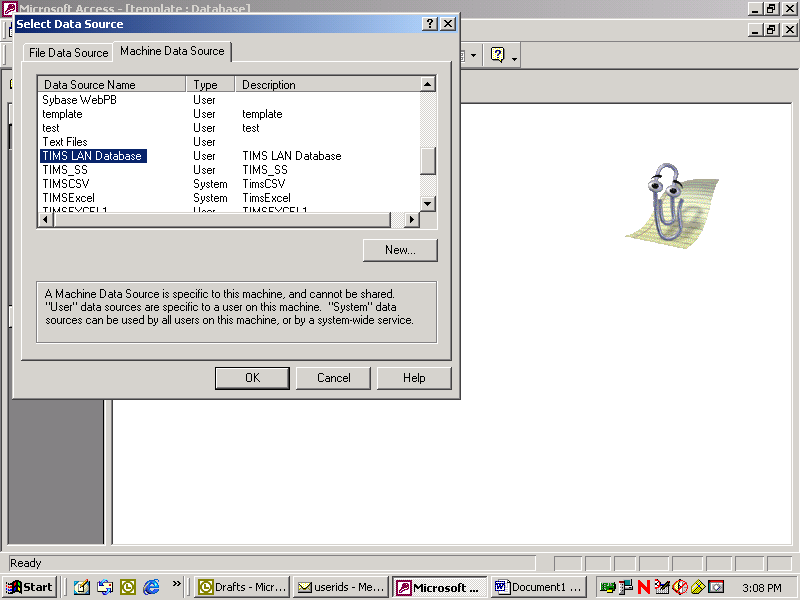 Microsoft Access - [template : Database]
Select Data Source
File Data Source
Machine Data Source
Data Source Name Type Description
Sybase WebPB User
template User template
test User test
Text Files User
TIMS LAN Database User TIMS LAN Database
TIMS_SS User TIMS_SS
TIMSCSV System TimsCSV
TIMSExcel System TimsExcel
TIMSEXCEL1 User TIMSEXCEL1
New...
A Machine Data Source is specific to this machine, and cannot be shared.
"User" data sources are specific to a user on this machine. "System" data
sources can be used by all users on this machine, or by a system-wide service.
OK Cancel Help
Ready
Start » Drafts - Micr... userids - Me... Microsoft ... Document1 ... 3:08 PM